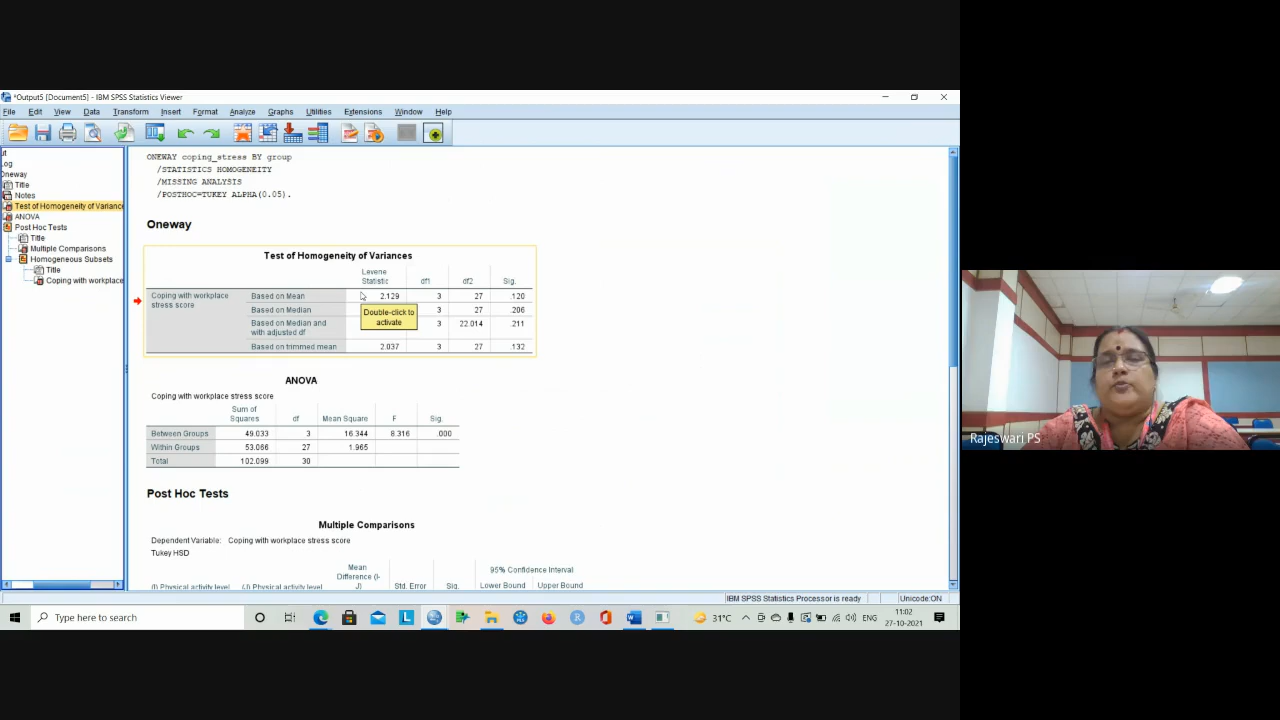 *Output5 [Document5] - IBM SPSS Statistics Viewer
File Edit View Data Transform Insert Format Analyze Graphs Utilities Extensions Window Help
Log
Oneway
Title
Notes
Test of Homogeneity of Variance
ANOVA
Post Hoc Tests
Title
Multiple Comparisons
Homogeneous Subsets
Title
Coping with workplace
ONEWAY coping_stress BY group
/STATISTICS HOMOGENEITY
/MISSING ANALYSIS
/POSTHOC=TUKEY ALPHA(0.05).
Oneway
Test of Homogeneity of Variances
Levene
Statistic df1 df2 Sig.
Coping with workplace
stress score
Based on Mean 2.129 3 27 .120
Based on Median 3 27 .206
Based on Median and
with adjusted df 3 22.014 .211
Based on trimmed mean 2.037 3 27 .132
Double-click to
activate
ANOVA
Coping with workplace stress score
Sum of
Squares df Mean Square F Sig.
Between Groups 49.033 3 16.344 8.316 .000
Within Groups 53.066 27 1.965
Total 102.099 30
Post Hoc Tests
Multiple Comparisons
Dependent Variable: Coping with workplace stress score
Tukey HSD
Mean
Difference (I-
J)
95% Confidence Interval
(I) Physical activity level (J) Physical activity level Std. Error Sig. Lower Bound Upper Bound
IBM SPSS Statistics Processor is ready Unicode:ON
Type here to search
31°C
ENG
11:02
27-10-2021
Rajeswari PS